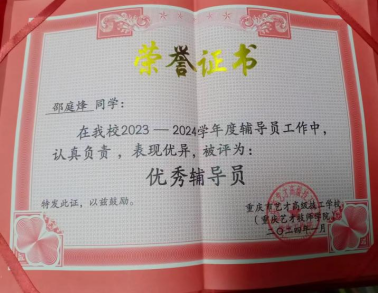 荣誉证书
邵庭烽 同学：
在我校2023—2024学年度辅导员工作中，
认真负责，表现优异，被评为：
优秀辅导员
特发此证，以兹鼓励。
重庆市艺才高级技工学校
（重庆艺才技师学院）
二〇二四年一月